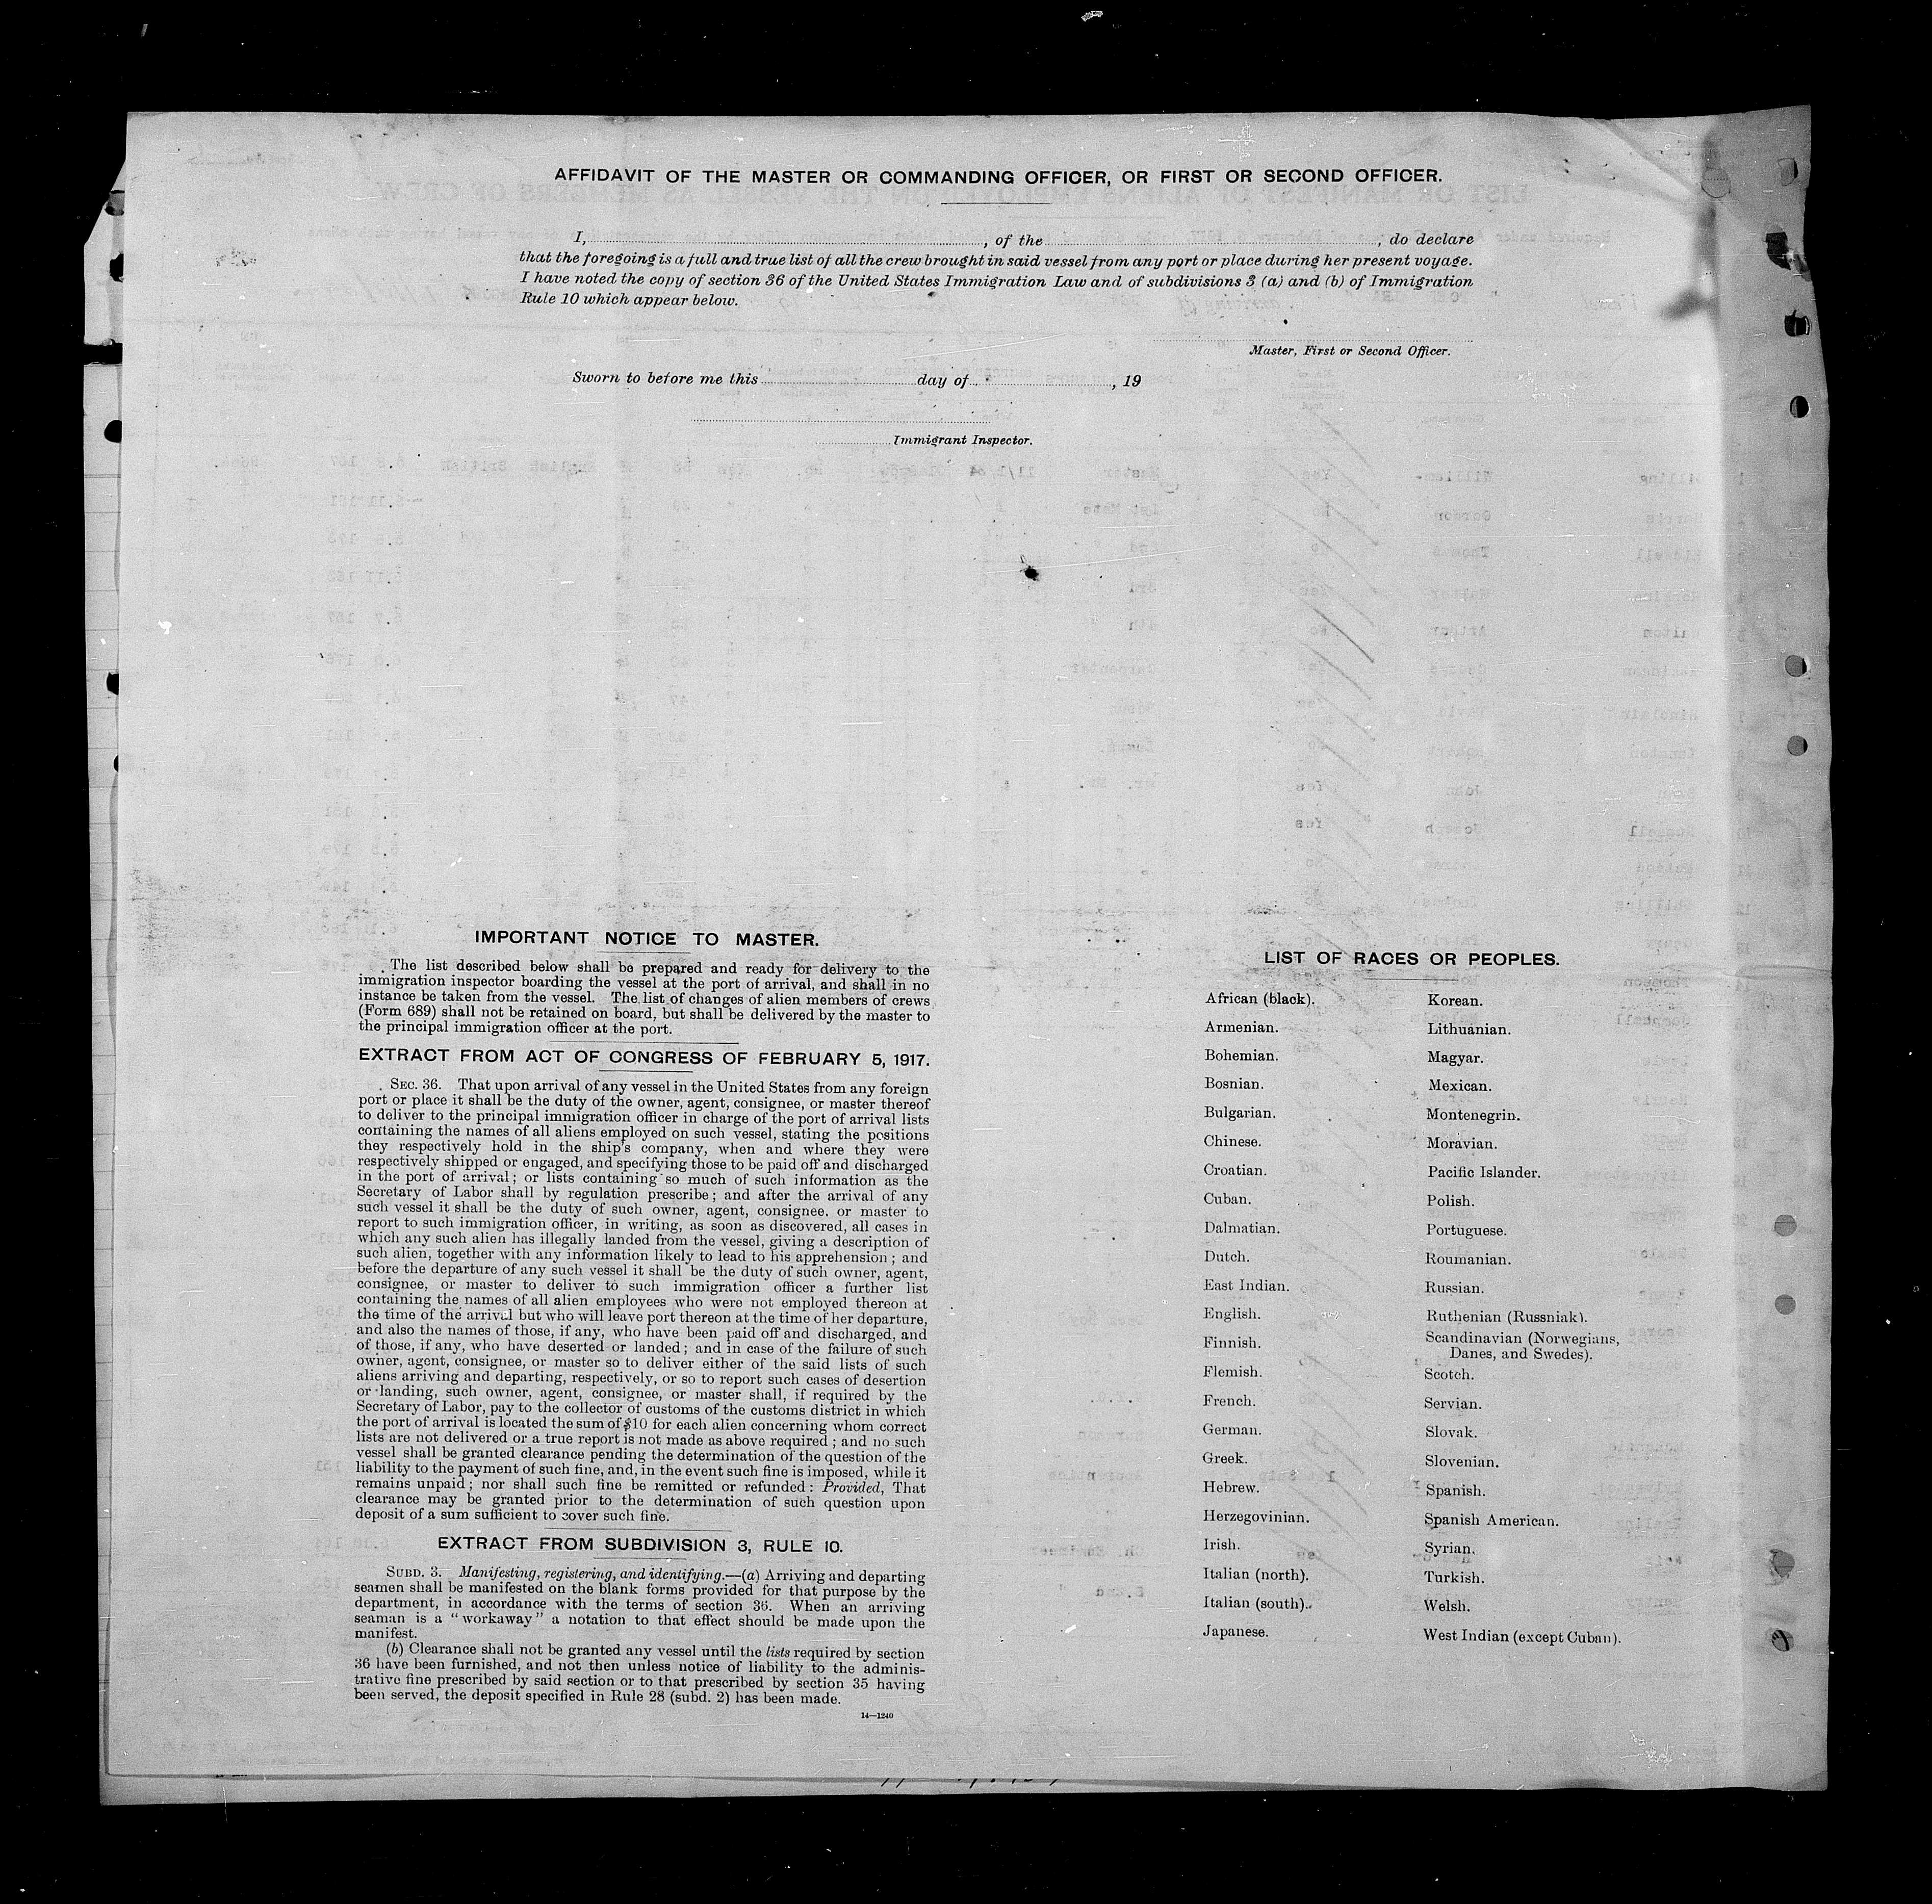 AFFIDAVIT OF THE MASTER OR COMMANDING OFFICER, OR FIRST OR SECOND OFFICER.
I, , of the , do declare
that the foregoing is a full and true list of all the crew brought in said vessel from any port or place during her present voyage.
I have noted the copy of section 36 of the United States Immigration Law and of subdivisions 3 (a) and (b) of Immigration
Rule 10 which appear below.
Master, First or Second Officer.
Sworn to before me this day of , 19
Immigrant Inspector.
IMPORTANT NOTICE TO MASTER.
The list described below shall be prepared and ready for delivery to the
immigration inspector boarding the vessel at the port of arrival, and shall in no
instance be taken from the vessel. The list of changes of alien members of crews
(Form 689) shall not be retained on board, but shall be delivered by the master to
the principal immigration officer at the port.
EXTRACT FROM ACT OF CONGRESS OF FEBRUARY 5, 1917.
SEC. 36. That upon arrival of any vessel in the United States from any foreign
port or place it shall be the duty of the owner, agent, consignee, or master thereof
to deliver to the principal immigration officer in charge of the port of arrival lists
containing the names of all aliens employed on such vessel, stating the positions
they respectively hold in the ship's company, when and where they were
respectively shipped or engaged, and specifying those to be paid off and discharged
in the port of arrival; or lists containing so much of such information as the
Secretary of Labor shall by regulation prescribe; and after the arrival of any
such vessel it shall be the duty of such owner, agent, consignee, or master to
report to such immigration officer, in writing, as soon as discovered, all cases in
which any such alien has illegally landed from the vessel, giving a description of
such alien, together with any information likely to lead to his apprehension; and
before the departure of any such vessel it shall be the duty of such owner, agent,
consignee, or master to deliver to such immigration officer a further list
containing the names of all alien employees who were not employed thereon at
the time of the arrival but who will leave port thereon at the time of her departure,
and also the names of those, if any, who have been paid off and discharged, and
of those, if any, who have deserted or landed; and in case of the failure of such
owner, agent, consignee, or master so to deliver either of the said lists of such
aliens arriving and departing, respectively, or so to report such cases of desertion
or landing, such owner, agent, consignee, or master shall, if required by the
Secretary of Labor, pay to the collector of customs of the customs district in which
the port of arrival is located the sum of $10 for each alien concerning whom correct
lists are not delivered or a true report is not made as above required; and no such
vessel shall be granted clearance pending the determination of the question of the
liability to the payment of such fine, and, in the event such fine is imposed, while it
remains unpaid; nor shall such fine be remitted or refunded: Provided, That
clearance may be granted prior to the determination of such question upon
deposit of a sum sufficient to cover such fine.
EXTRACT FROM SUBDIVISION 3, RULE 10.
SUBD. 3. Manifesting, registering, and identifying.—(a) Arriving and departing
seamen shall be manifested on the blank forms provided for that purpose by the
department, in accordance with the terms of section 36. When an arriving
seaman is a "workaway" a notation to that effect should be made upon the
manifest.
(b) Clearance shall not be granted any vessel until the lists required by section
36 have been furnished, and not then unless notice of liability to the adminis-
trative fine prescribed by said section or to that prescribed by section 35 having
been served, the deposit specified in Rule 28 (subd. 2) has been made.
14—1240
LIST OF RACES OR PEOPLES.
African (black).
Armenian.
Bohemian.
Bosnian.
Bulgarian.
Chinese.
Croatian.
Cuban.
Dalmatian.
Dutch.
East Indian.
English.
Finnish.
Flemish.
French.
German.
Greek.
Hebrew.
Herzegovinian.
Irish.
Italian (north).
Italian (south).
Japanese.
Korean.
Lithuanian.
Magyar.
Mexican.
Montenegrin.
Moravian.
Pacific Islander.
Polish.
Portuguese.
Roumanian.
Russian.
Ruthenian (Russniak).
Scandinavian (Norwegians,
Danes, and Swedes).
Scotch.
Servian.
Slovak.
Slovenian.
Spanish.
Spanish American.
Syrian.
Turkish.
Welsh.
West Indian (except Cuban).